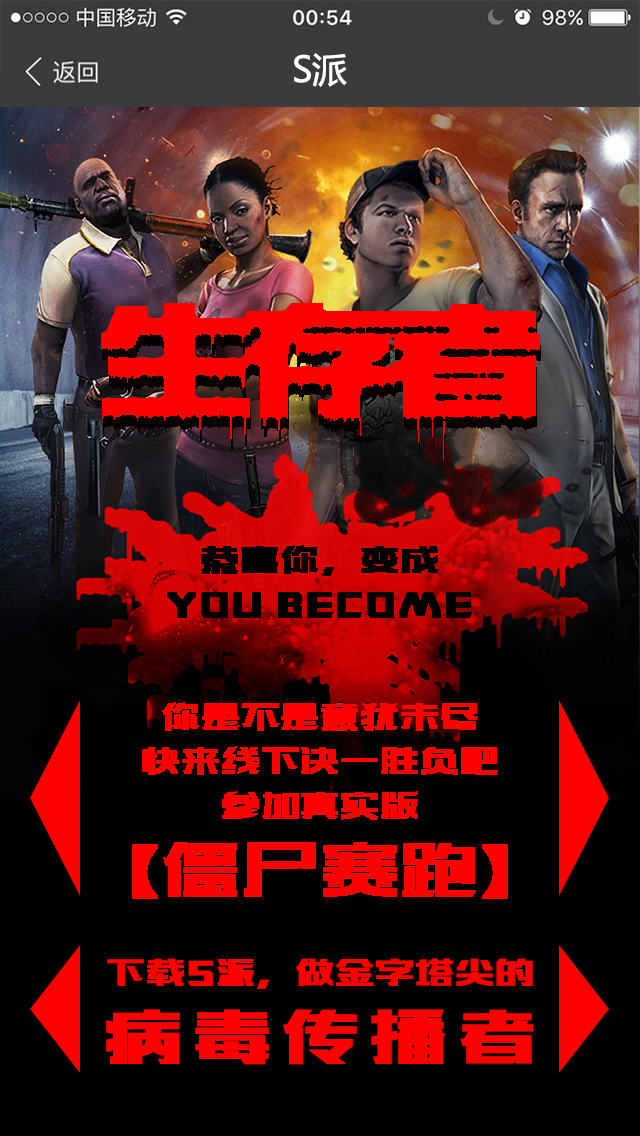 中国移动 00:54 98%
返回 S派
生存者
恭喜你，变成
YOU BECOME
你是不是意犹未尽
快来线下决一胜负吧
参加真实版
【僵尸赛跑】
下载S派，做金字塔尖的
病毒传播者